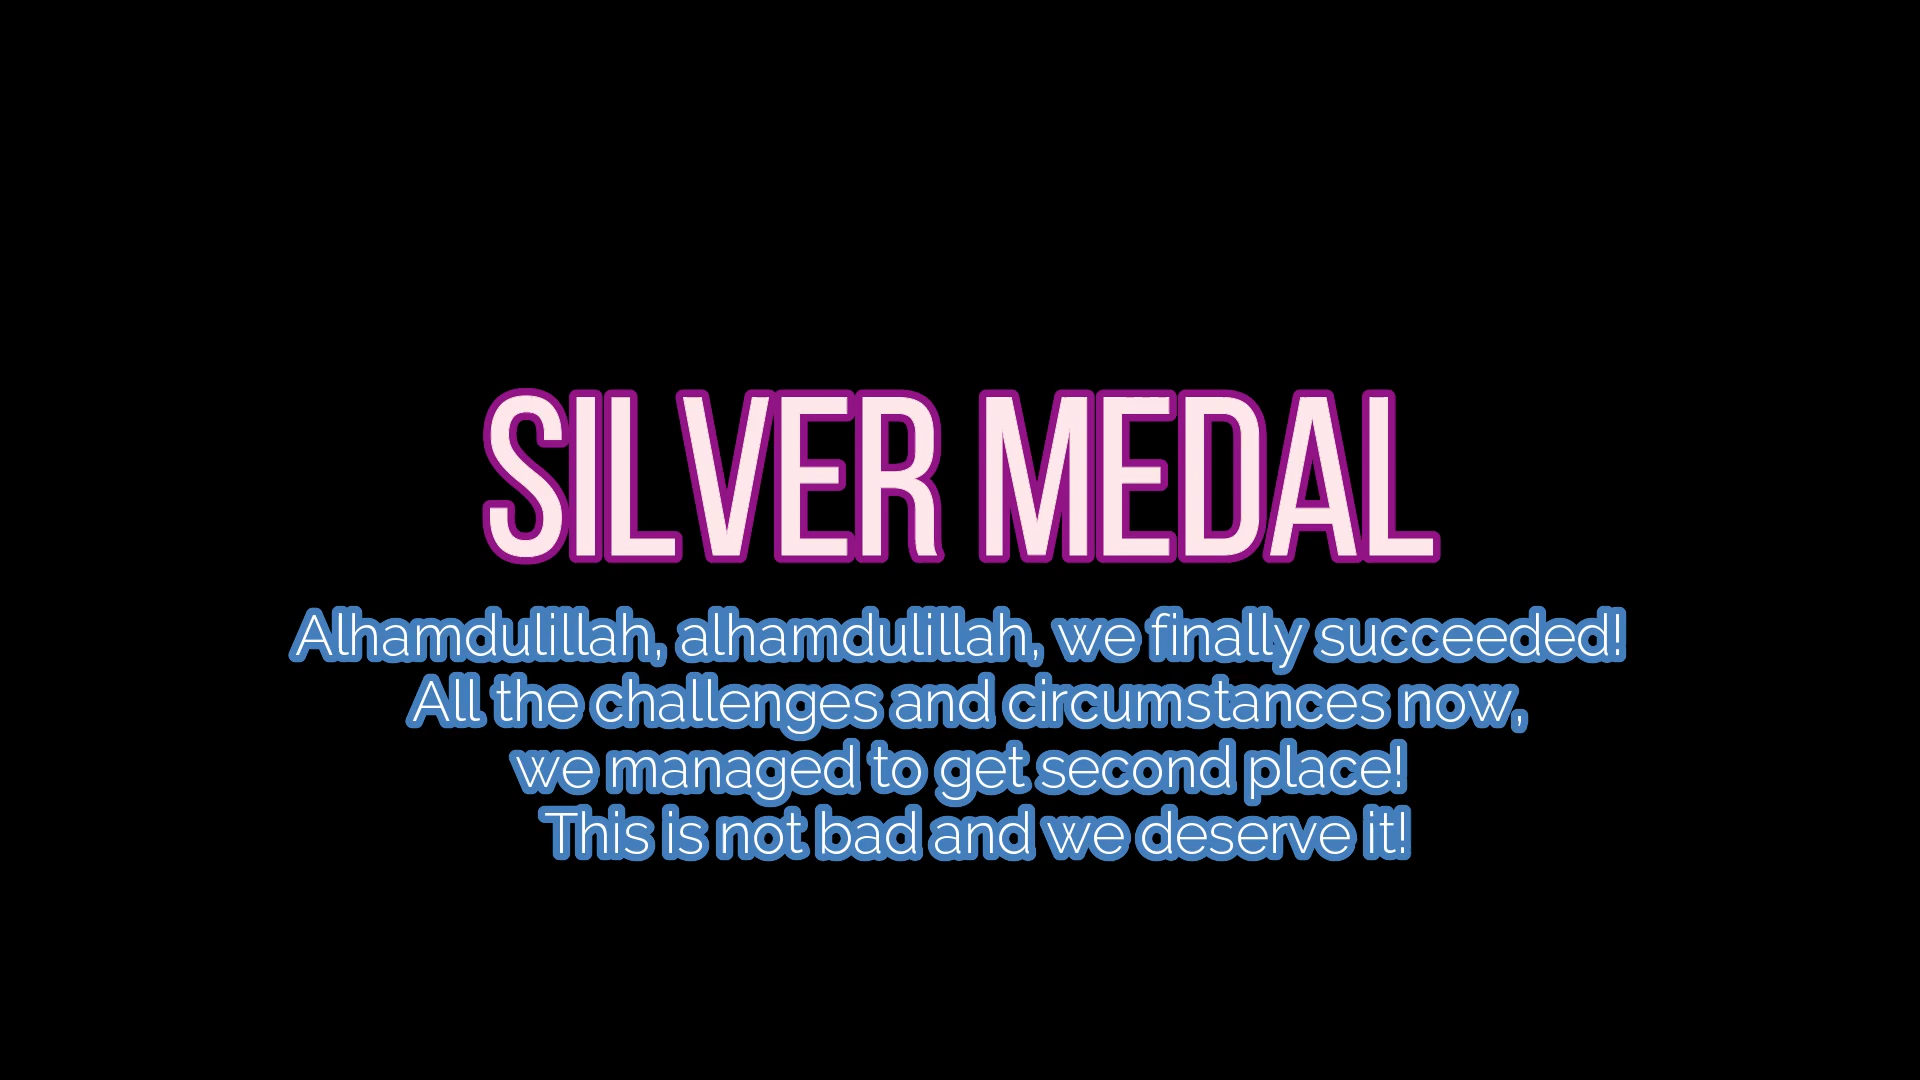 SILVER MEDAL
Alhamdulillah, alhamdulillah, we finally succeeded!
All the challenges and circumstances now,
we managed to get second place!
This is not bad and we deserve it!